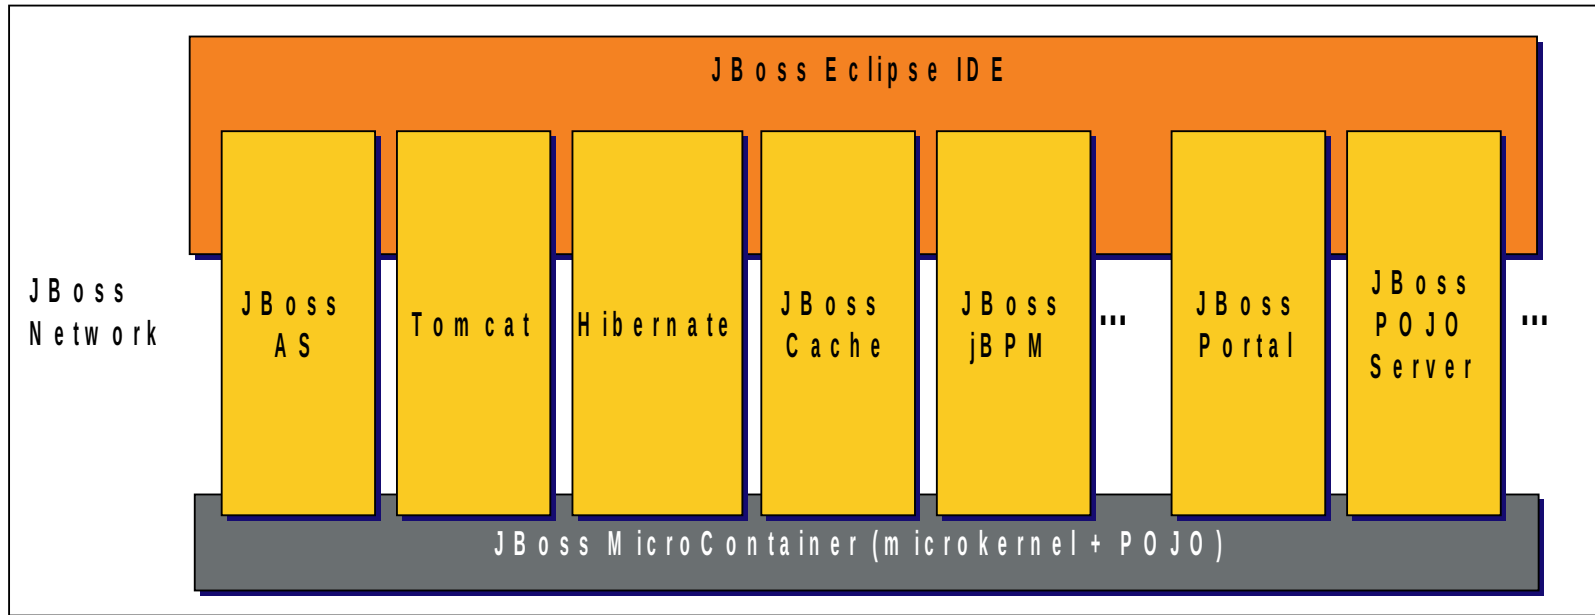 JBoss Eclipse IDE
JBoss
Network
JBoss
AS
Tomcat
Hibernate
JBoss
Cache
JBoss
jBPM
...
JBoss
Portal
JBoss
POJO
Server
...
JBoss MicroContainer (microkernel + POJO)